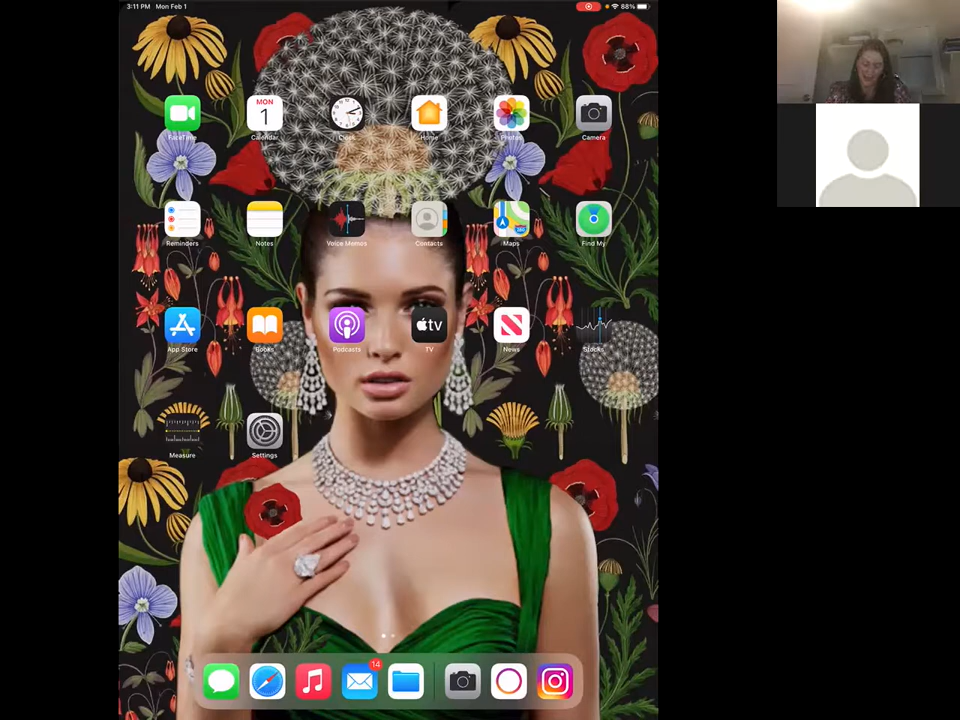 3:11 PM Mon Feb 1
88%
MON
1
FaceTime Calendar Clock Home Photos Camera
Reminders Notes Voice Memos Contacts Maps Find My
tv
App Store Books Podcasts TV News Stocks
Measure Settings
14